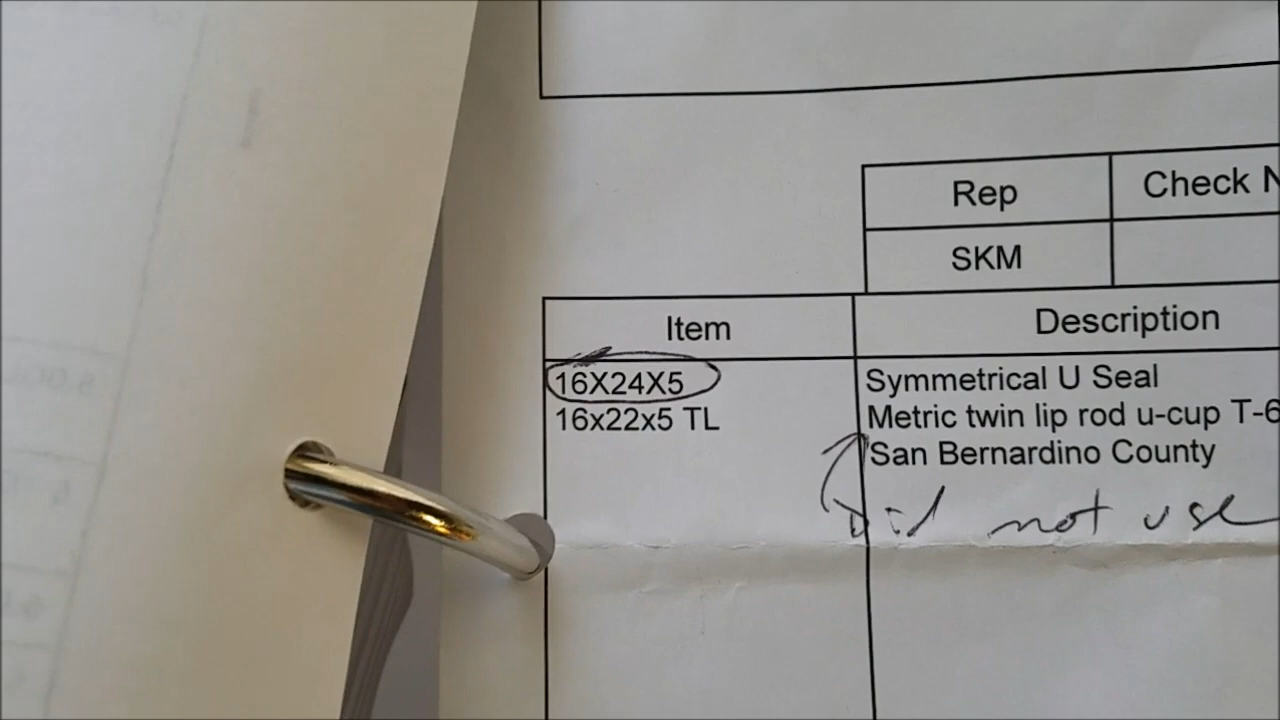 Rep Check N
SKM
Item Description
16X24X5 Symmetrical U Seal
16x22x5 TL Metric twin lip rod u-cup T-6
San Bernardino County
Did not use